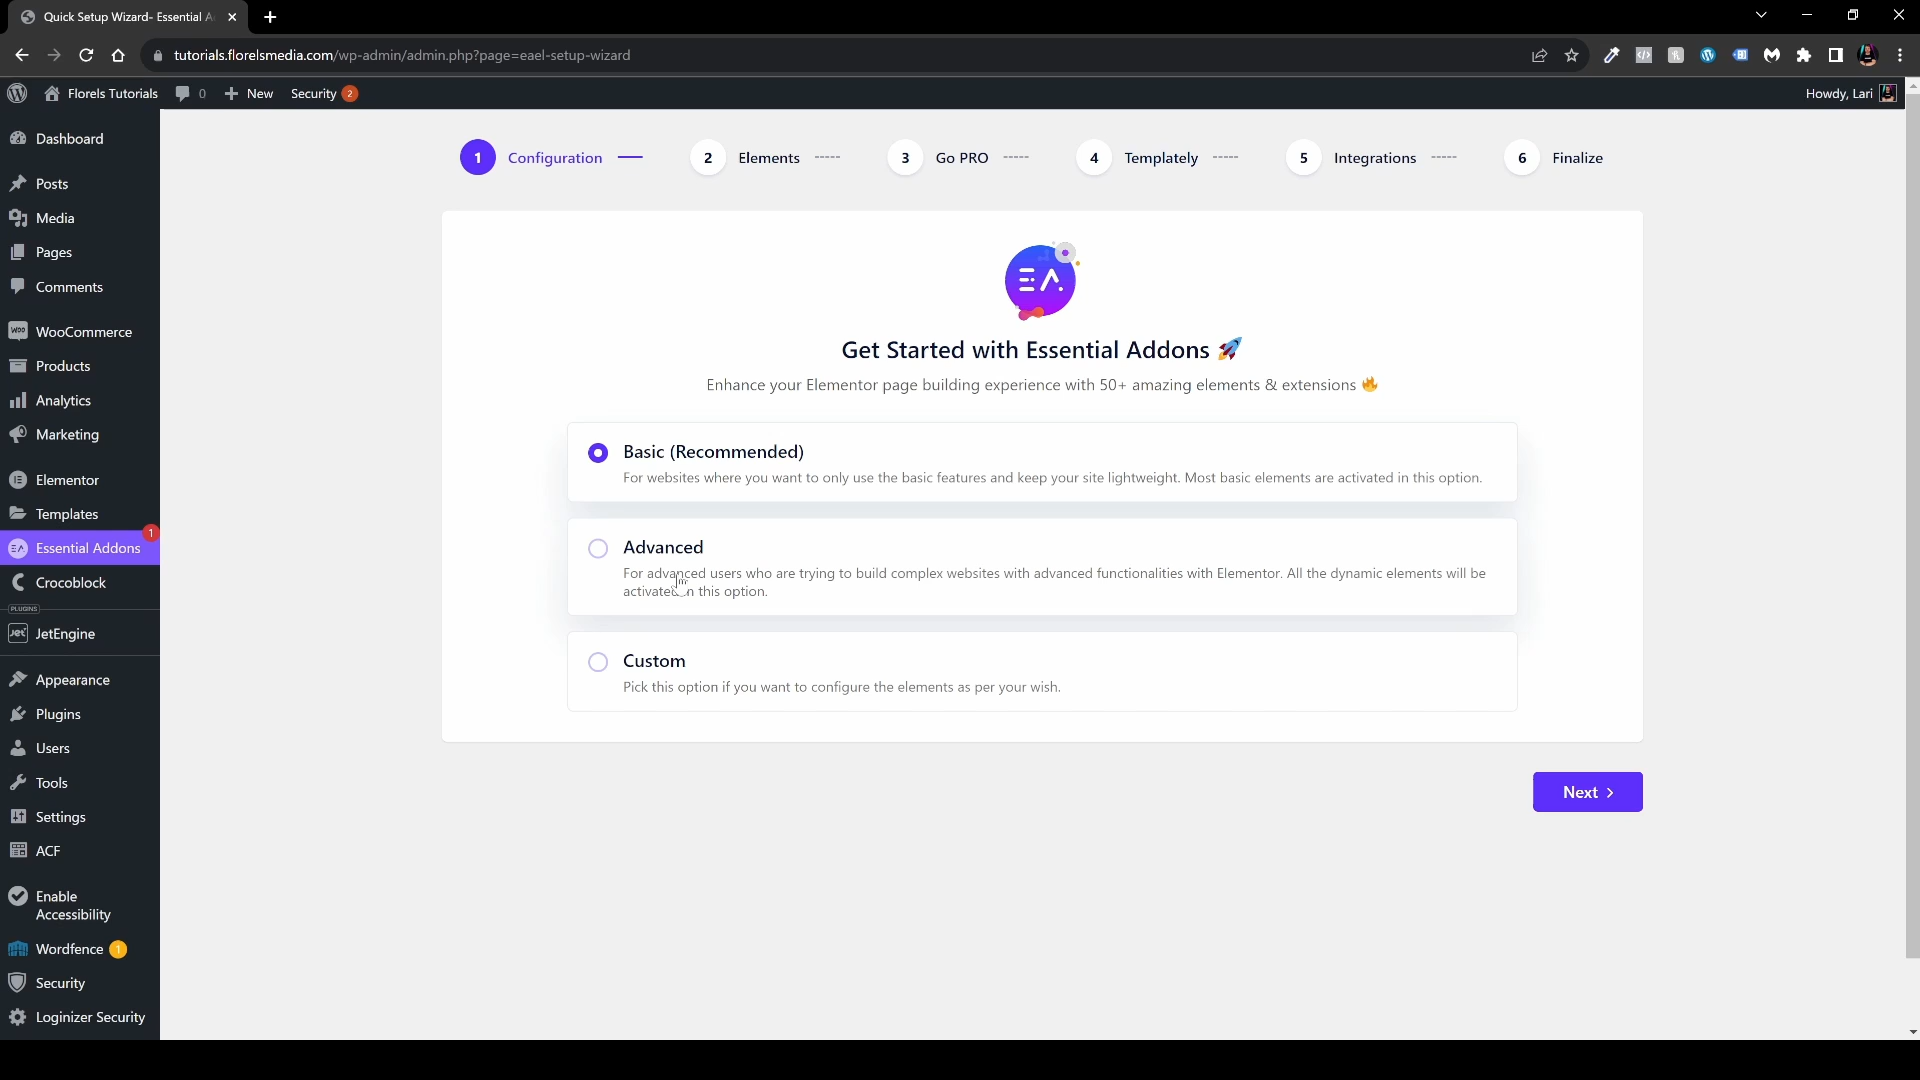 Quick Setup Wizard- Essential A
tutorials.florelsmedia.com/wp-admin/admin.php?page=eael-setup-wizard
Florels Tutorials
0
New
Security 2
Howdy, Lari
Dashboard
Posts
Media
Pages
Comments
WooCommerce
Products
Analytics
Marketing
Elementor
Templates
1
Essential Addons
Crocoblock
PLUGINS
JetEngine
Appearance
Plugins
Users
Tools
Settings
ACF
Enable
Accessibility
Wordfence 1
Security
Loginizer Security
1 Configuration
2 Elements
3 Go PRO
4 Templately
5 Integrations
6 Finalize
EA
Get Started with Essential Addons 🚀
Enhance your Elementor page building experience with 50+ amazing elements & extensions 🔥
Basic (Recommended)
For websites where you want to only use the basic features and keep your site lightweight. Most basic elements are activated in this option.
Advanced
For advanced users who are trying to build complex websites with advanced functionalities with Elementor. All the dynamic elements will be
activated in this option.
Custom
Pick this option if you want to configure the elements as per your wish.
Next